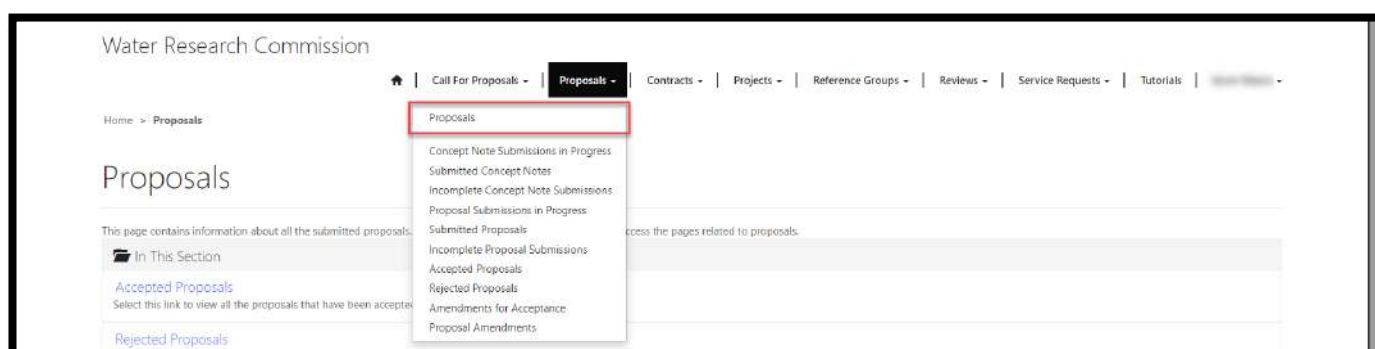 Water Research Commission
Call For Proposals | Proposals | Contracts | Projects | Reference Groups | Reviews | Service Requests | Tutorials |
Home > Proposals
Proposals
Concept Note Submissions in Progress
Submitted Concept Notes
Incomplete Concept Note Submissions
Proposal Submissions in Progress
Submitted Proposals
Incomplete Proposal Submissions
Accepted Proposals
Rejected Proposals
Amendments for Acceptance
Proposal Amendments
Proposals
This page contains information about all the submitted proposals. access the pages related to proposals.
In This Section
Accepted Proposals
Select this link to view all the proposals that have been accepted
Rejected Proposals